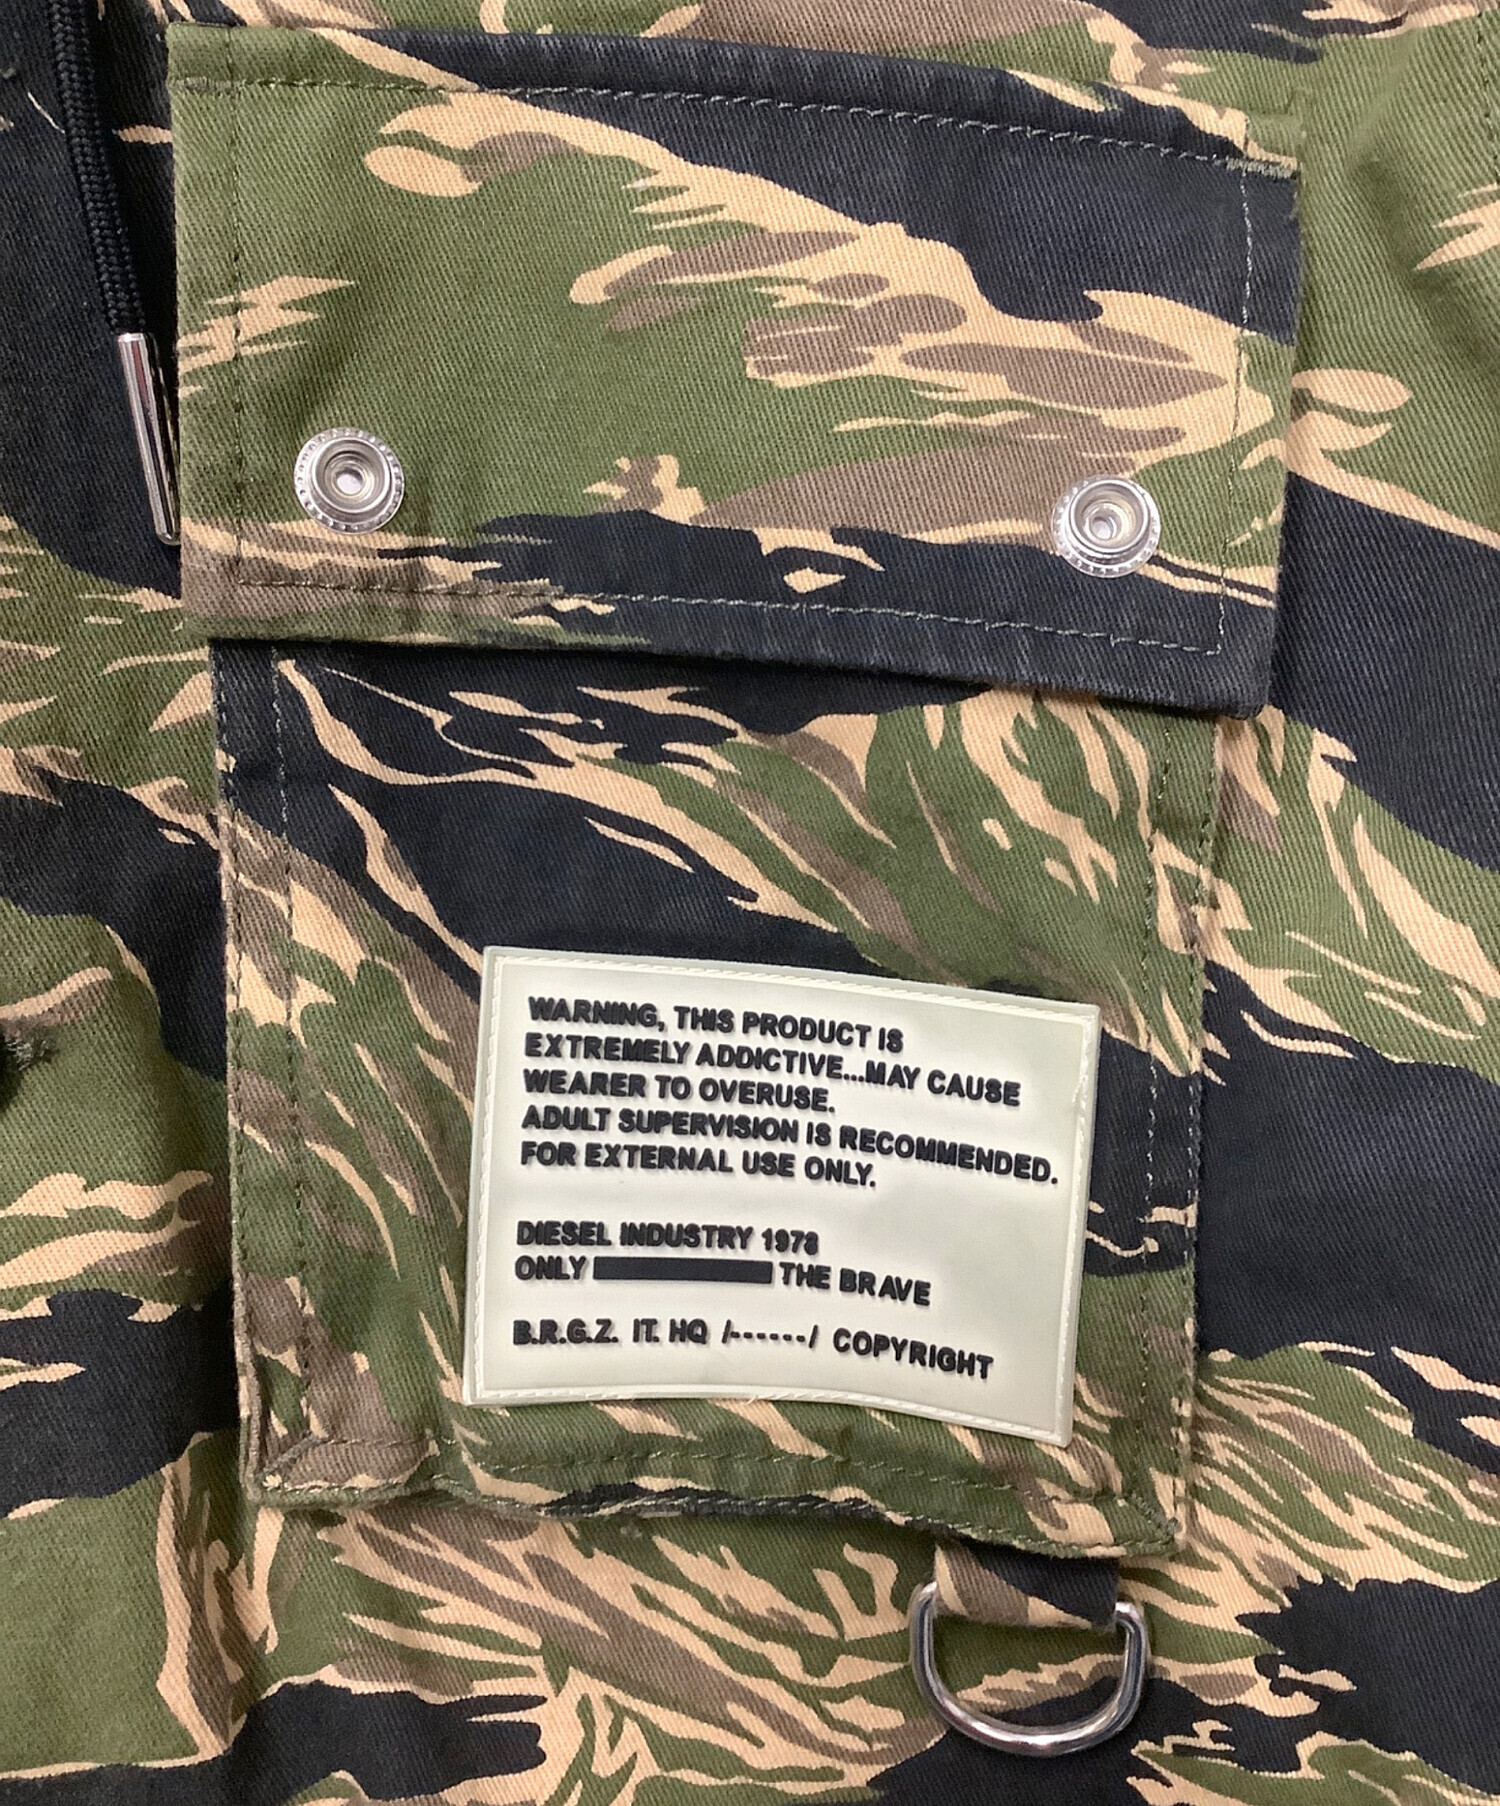 WARNING, THIS PRODUCT IS
EXTREMELY ADDICTIVE...MAY CAUSE
WEARER TO OVERUSE.
ADULT SUPERVISION IS RECOMMENDED.
FOR EXTERNAL USE ONLY.
DIESEL INDUSTRY 1978
ONLY THE BRAVE
B.R.G.Z. IT. HQ /------/ COPYRIGHT